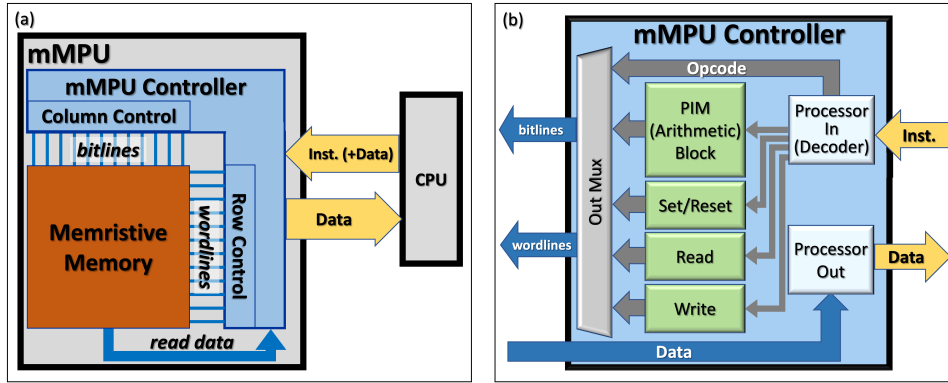 (a)
mMPU
mMPU Controller
Column Control
bitlines
Memristive
Memory
wordlines
Row Control
read data
Inst. (+Data)
Data
CPU
(b)
mMPU Controller
Opcode
bitlines
wordlines
Out Mux
PIM
(Arithmetic)
Block
Set/Reset
Read
Write
Processor
In
(Decoder)
Inst.
Processor
Out
Data
Data